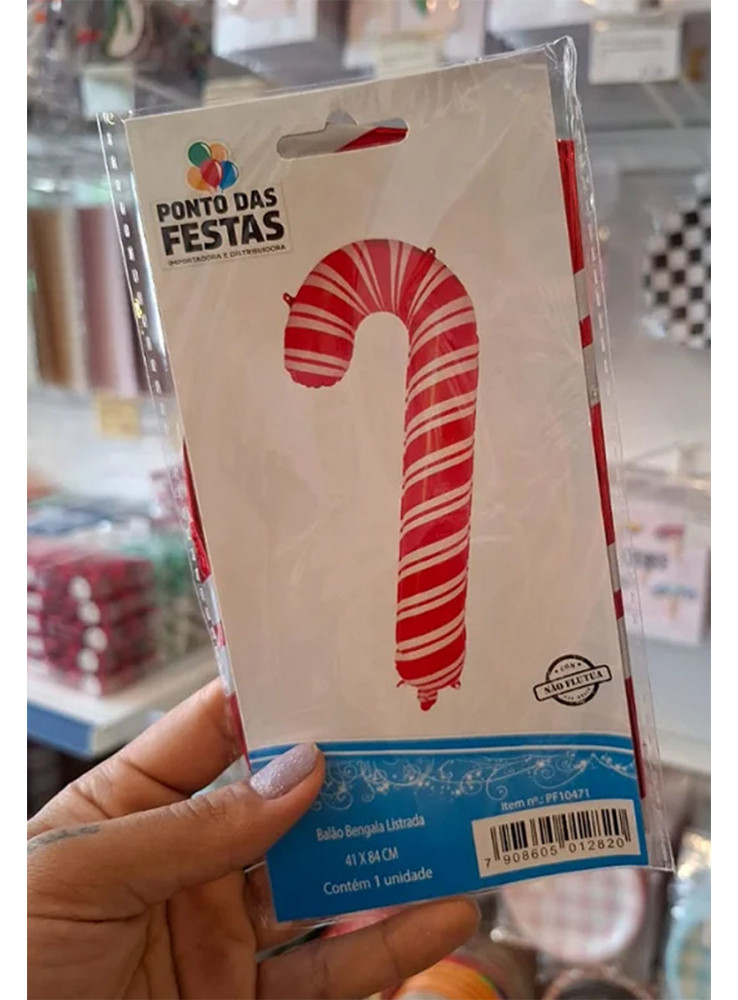 PONTO DAS
FESTAS
IMPORTADORA E DISTRIBUIDORA
NÃO FLUTUA
Item nº.: PF10471
Balão Bengala Listrada
41 X 84 CM
Contém 1 unidade
7 908605 012820